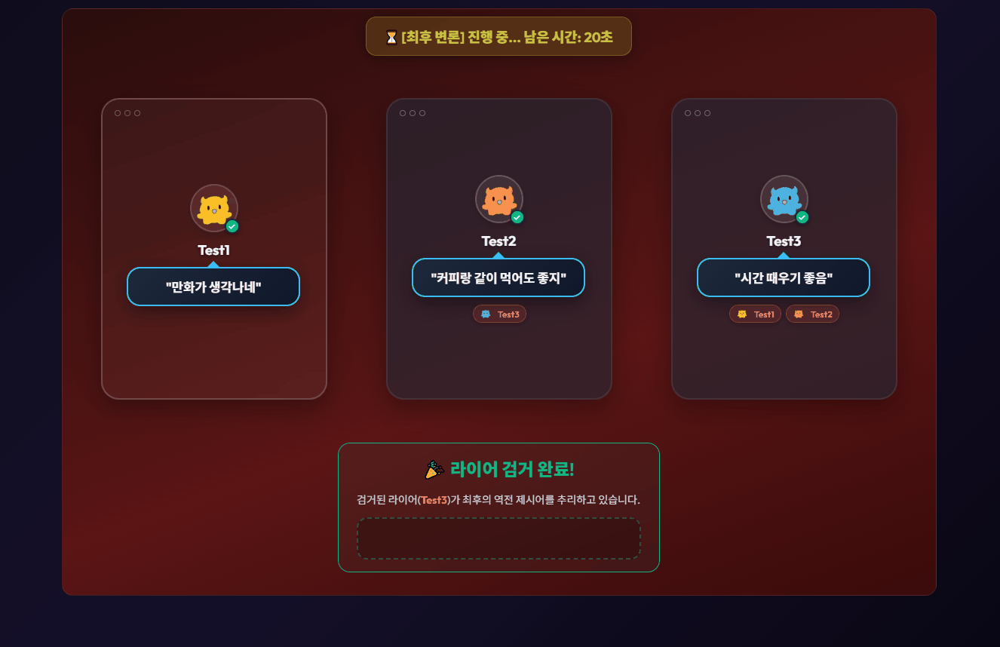 ⏳ [최후 변론] 진행 중... 남은 시간: 20초
Test1
"만화가 생각나네"
Test2
"커피랑 같이 먹어도 좋지"
Test3
Test3
"시간 때우기 좋음"
Test1
Test2
🎉 라이어 검거 완료!
검거된 라이어(Test3)가 최후의 역전 제시어를 추리하고 있습니다.